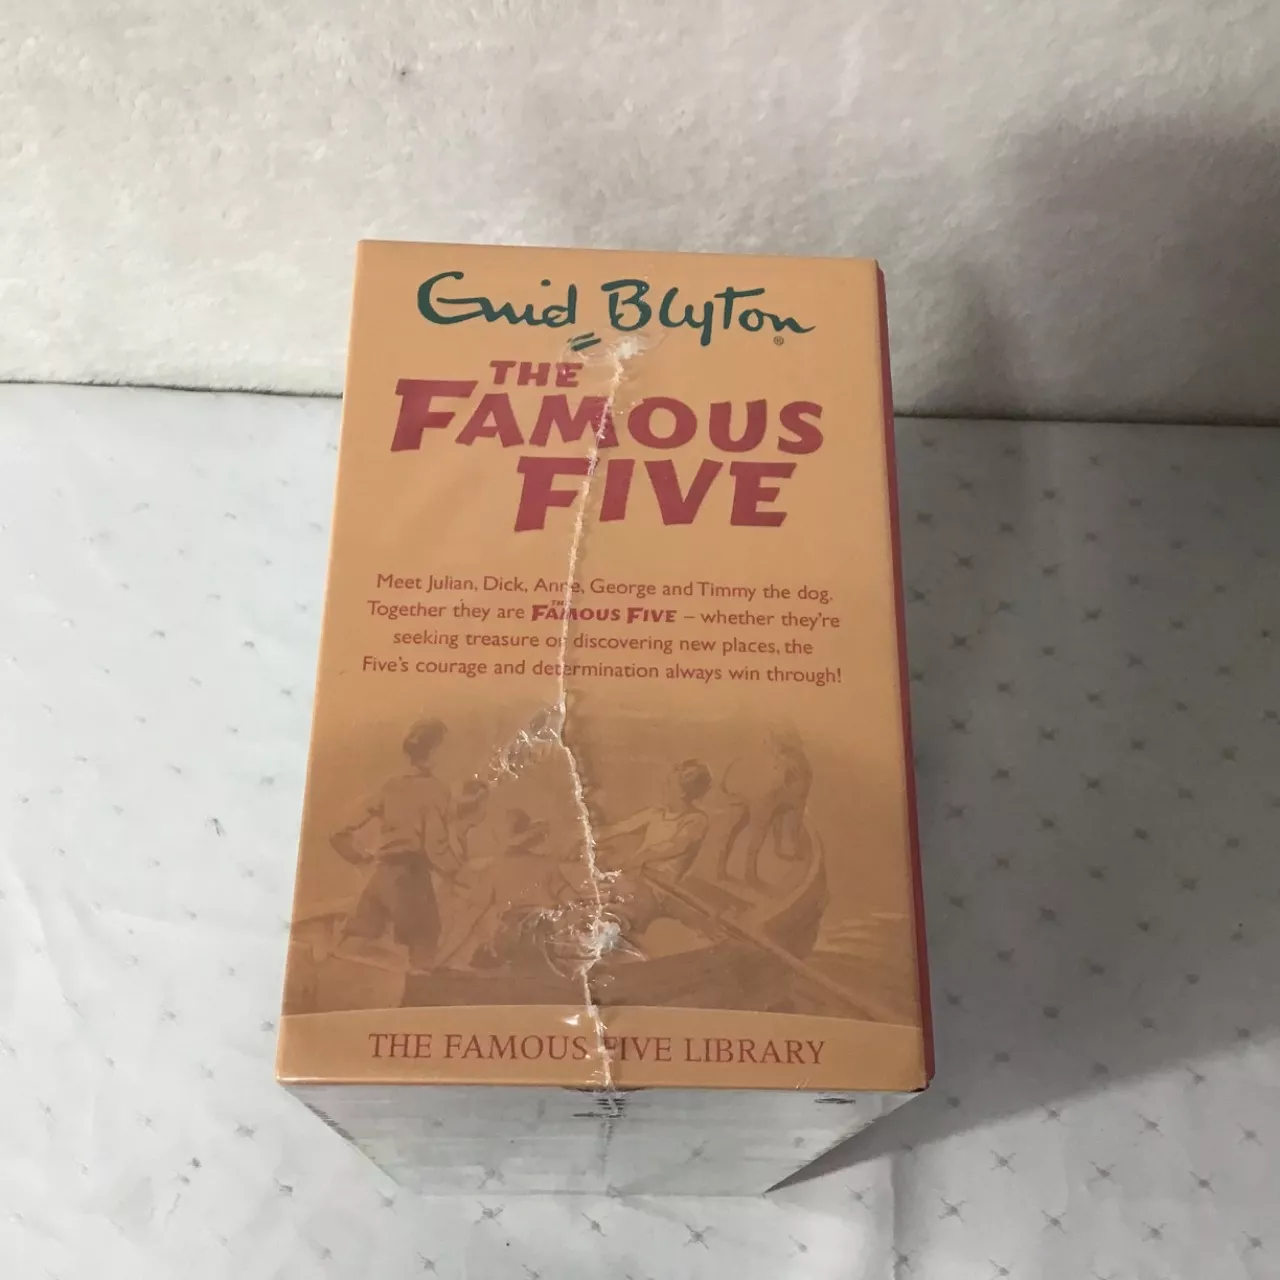 Enid Blyton®
THE
FAMOUS
FIVE
Meet Julian, Dick, Anne, George and Timmy the dog.
Together they are THE FAMOUS FIVE – whether they're
seeking treasure or discovering new places, the
Five's courage and determination always win through!
THE FAMOUS FIVE LIBRARY